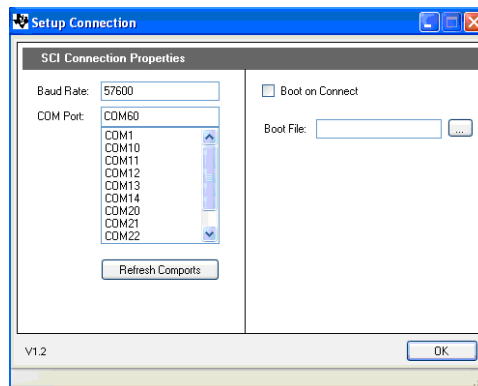 Setup Connection
SCI Connection Properties
Baud Rate: 57600
COM Port: COM60
COM1
COM10
COM11
COM12
COM13
COM14
COM20
COM21
COM22
Refresh Comports
Boot on Connect
Boot File: ...
V1.2
OK